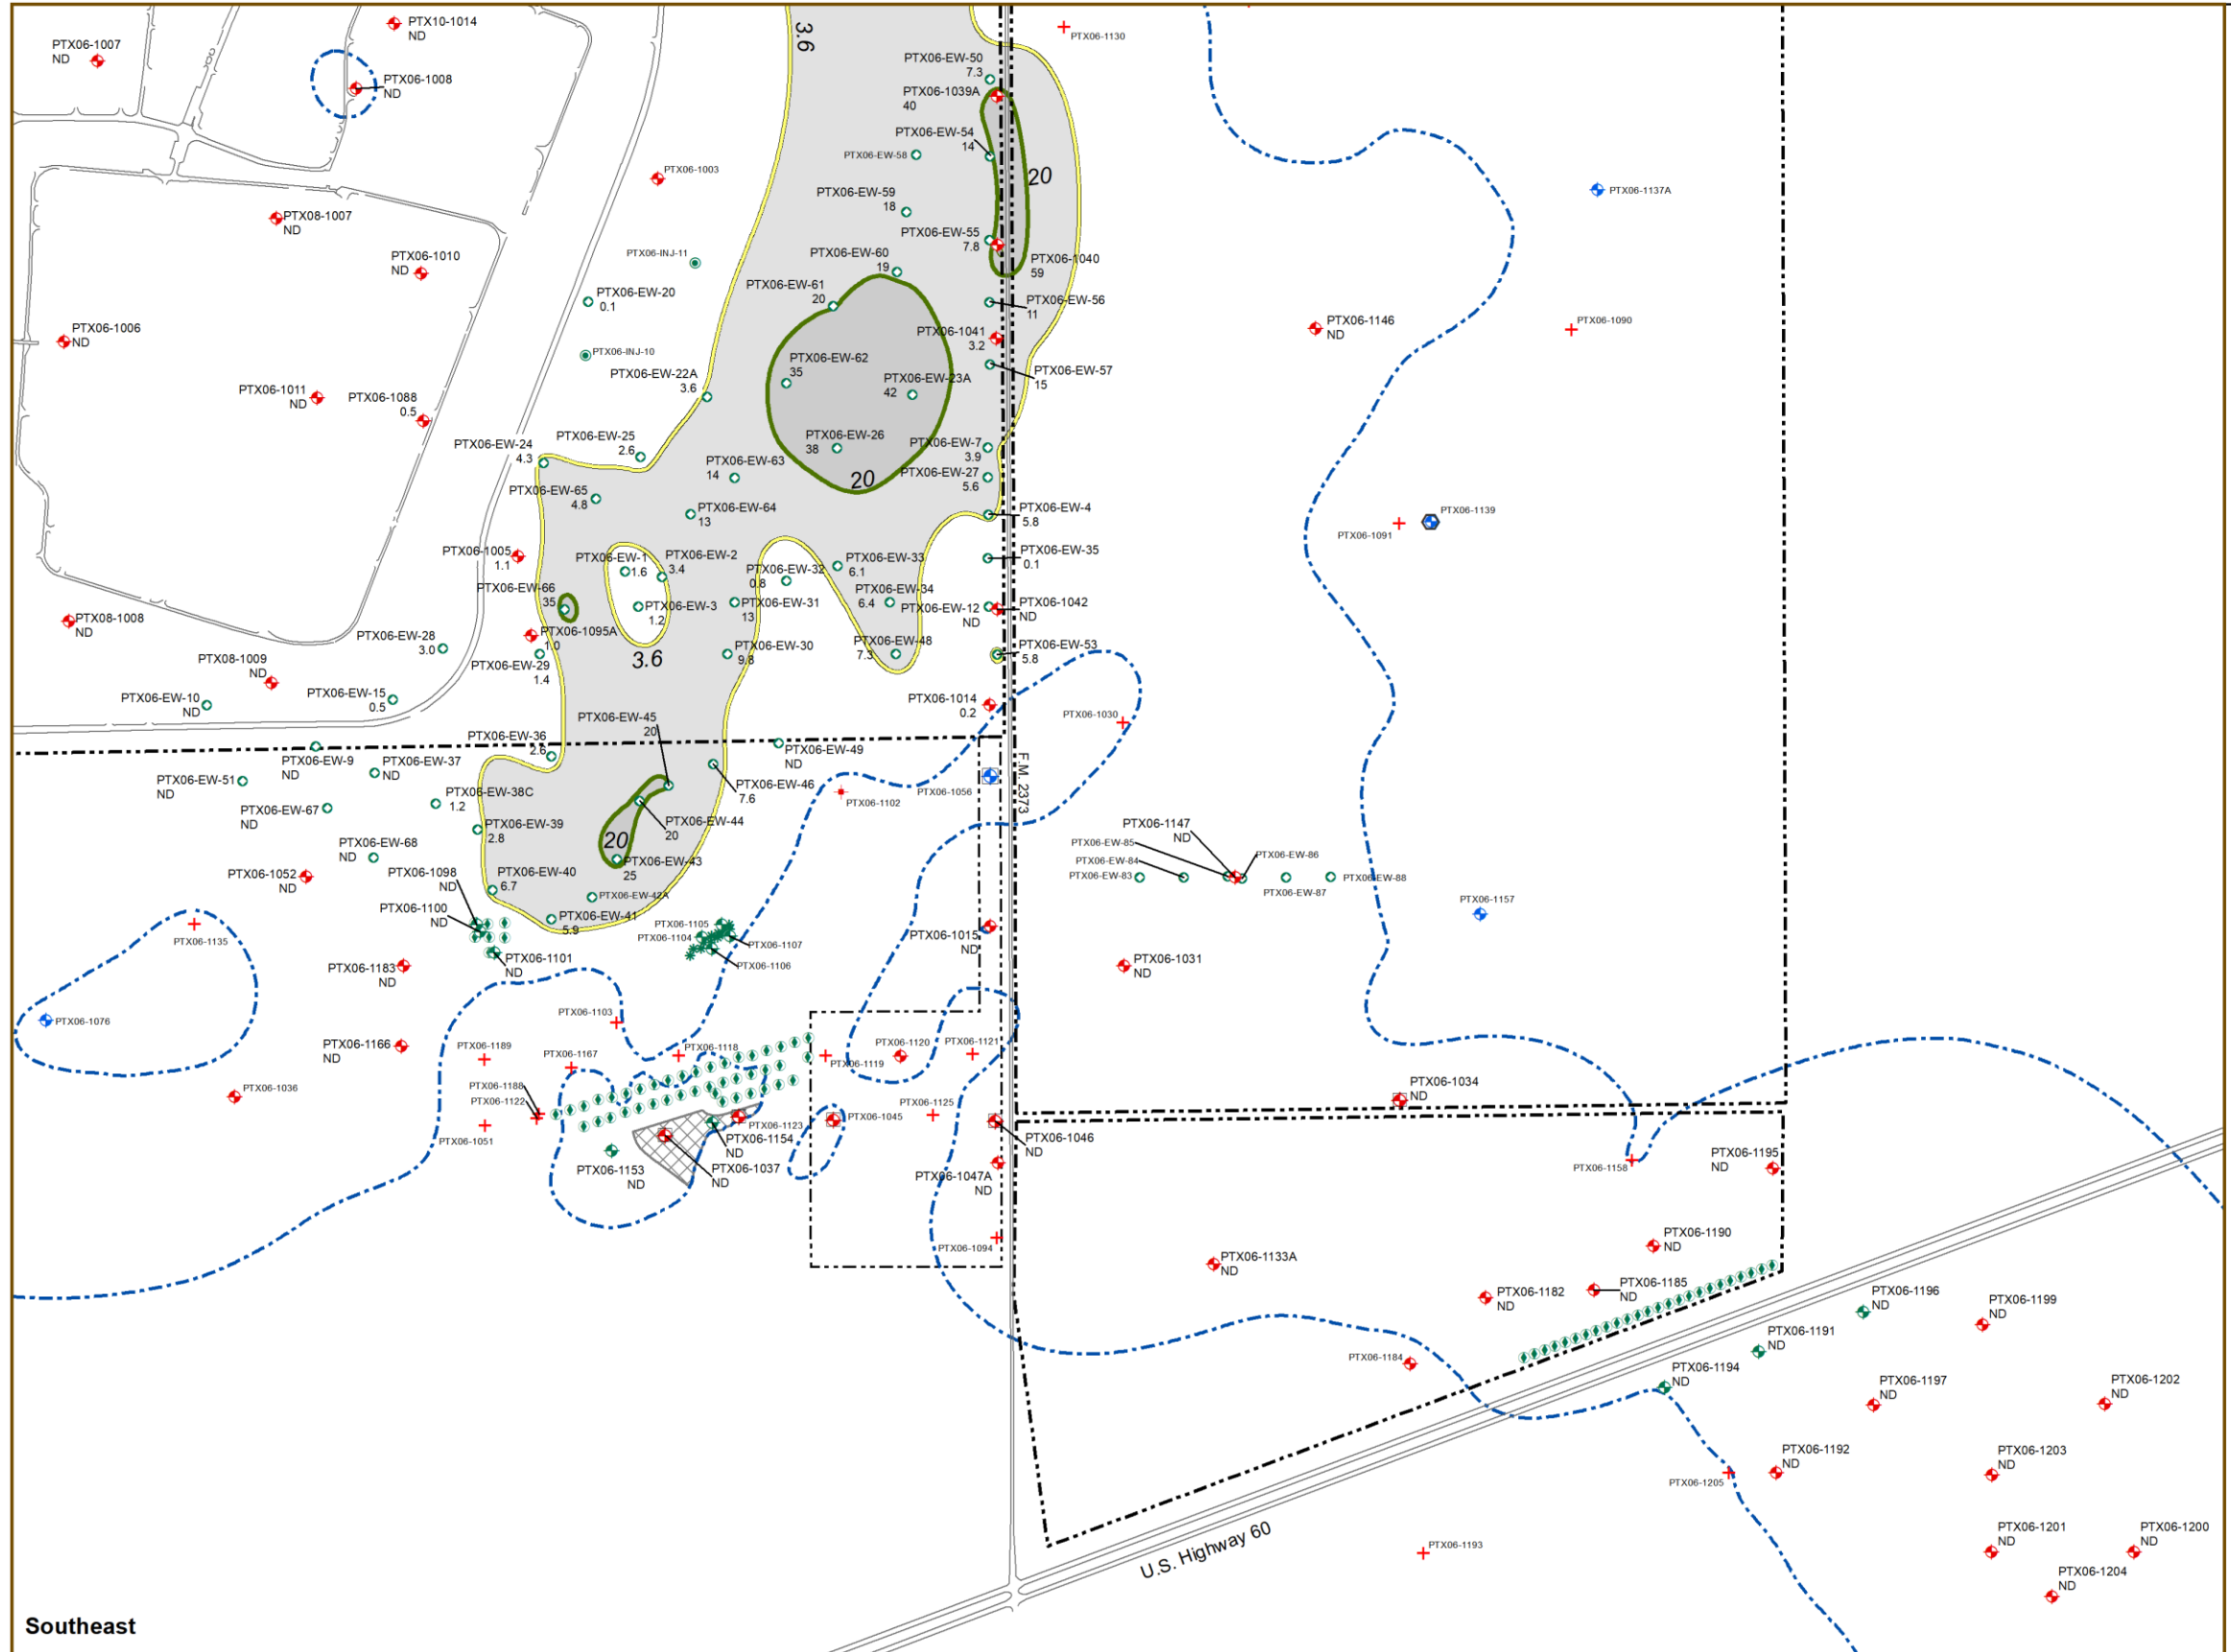 PTX10-1014
ND
PTX06-1007
ND
PTX06-1008
ND
3.6
PTX06-1130
PTX06-EW-50
7.3
PTX06-1039A
40
PTX06-EW-54
14
PTX06-EW-58
PTX06-1003
20
PTX06-1137A
PTX06-EW-59
18
PTX08-1007
ND
PTX06-EW-55
7.8
PTX06-1010
ND
PTX06-INJ-11
PTX06-EW-60
19
PTX06-1040
59
PTX06-EW-61
20
PTX06-EW-20
0.1
PTX06-EW-56
11
PTX06-1006
ND
PTX06-1041
3.2
PTX06-1146
ND
PTX06-1090
PTX06-INJ-10
PTX06-EW-62
35
PTX06-EW-22A
3.6
PTX06-EW-23A
42
PTX06-EW-57
15
PTX06-1011
ND
PTX06-1088
0.5
PTX06-EW-24
4.3
PTX06-EW-25
2.6
PTX06-EW-26
38
PTX06-EW-7
3.9
PTX06-EW-63
14
20
PTX06-EW-27
5.6
PTX06-EW-65
4.8
PTX06-EW-64
13
PTX06-EW-4
5.8
PTX06-1139
PTX06-1091
PTX06-1005
1.1
PTX06-EW-1
1.6
PTX06-EW-2
3.4
PTX06-EW-33
6.1
PTX06-EW-35
0.1
PTX06-EW-32
0.8
PTX06-EW-66
35
PTX06-EW-34
6.4
PTX06-EW-3
1.2
PTX06-EW-31
13
PTX06-EW-12
ND
PTX06-1042
ND
PTX08-1008
ND
PTX06-EW-28
3.0
PTX06-1095A
1.0
3.6
PTX06-EW-30
9.8
PTX06-EW-48
7.3
PTX06-EW-53
5.8
PTX08-1009
ND
PTX06-EW-29
1.4
PTX06-EW-10
ND
PTX06-EW-15
0.5
PTX06-1014
0.2
PTX06-1030
PTX06-EW-45
20
PTX06-EW-36
2.6
PTX06-EW-49
ND
PTX06-EW-9
ND
PTX06-EW-37
ND
PTX06-EW-51
ND
F.M. 2373
PTX06-EW-46
7.6
PTX06-1102
PTX06-1056
PTX06-EW-67
ND
PTX06-EW-38C
1.2
PTX06-EW-39
2.8
PTX06-EW-44
20
20
PTX06-1147
ND
PTX06-EW-85
PTX06-EW-84
PTX06-EW-83
PTX06-EW-86
PTX06-EW-87
PTX06-EW-88
PTX06-EW-68
ND
PTX06-EW-43
25
PTX06-1052
ND
PTX06-1098
ND
PTX06-EW-40
6.7
PTX06-EW-42A
PTX06-1157
PTX06-1100
ND
PTX06-EW-41
5.9
PTX06-1105
PTX06-1104
PTX06-1107
PTX06-1106
PTX06-1015
ND
PTX06-1135
PTX06-1101
ND
PTX06-1183
ND
PTX06-1031
ND
PTX06-1103
PTX06-1076
PTX06-1166
ND
PTX06-1189
PTX06-1167
PTX06-1118
PTX06-1119
PTX06-1120
PTX06-1121
PTX06-1036
PTX06-1188
PTX06-1122
PTX06-1034
ND
PTX06-1051
PTX06-1123
PTX06-1045
PTX06-1125
PTX06-1154
ND
PTX06-1046
ND
PTX06-1153
ND
PTX06-1037
ND
PTX06-1047A
ND
PTX06-1158
PTX06-1195
ND
PTX06-1094
PTX06-1190
ND
PTX06-1133A
ND
PTX06-1182
ND
PTX06-1185
ND
PTX06-1196
ND
PTX06-1199
ND
PTX06-1191
ND
PTX06-1184
PTX06-1194
ND
PTX06-1197
ND
PTX06-1202
ND
PTX06-1192
ND
PTX06-1203
ND
PTX06-1205
U.S. Highway 60
PTX06-1193
PTX06-1201
ND
PTX06-1200
ND
PTX06-1204
ND
Southeast